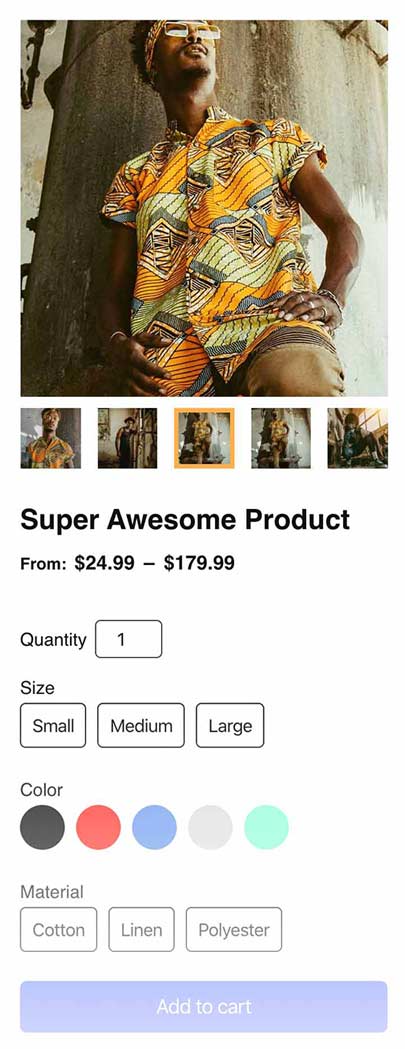 Super Awesome Product
From: $24.99 – $179.99
Quantity 1
Size
Small Medium Large
Color
Material
Cotton Linen Polyester
Add to cart